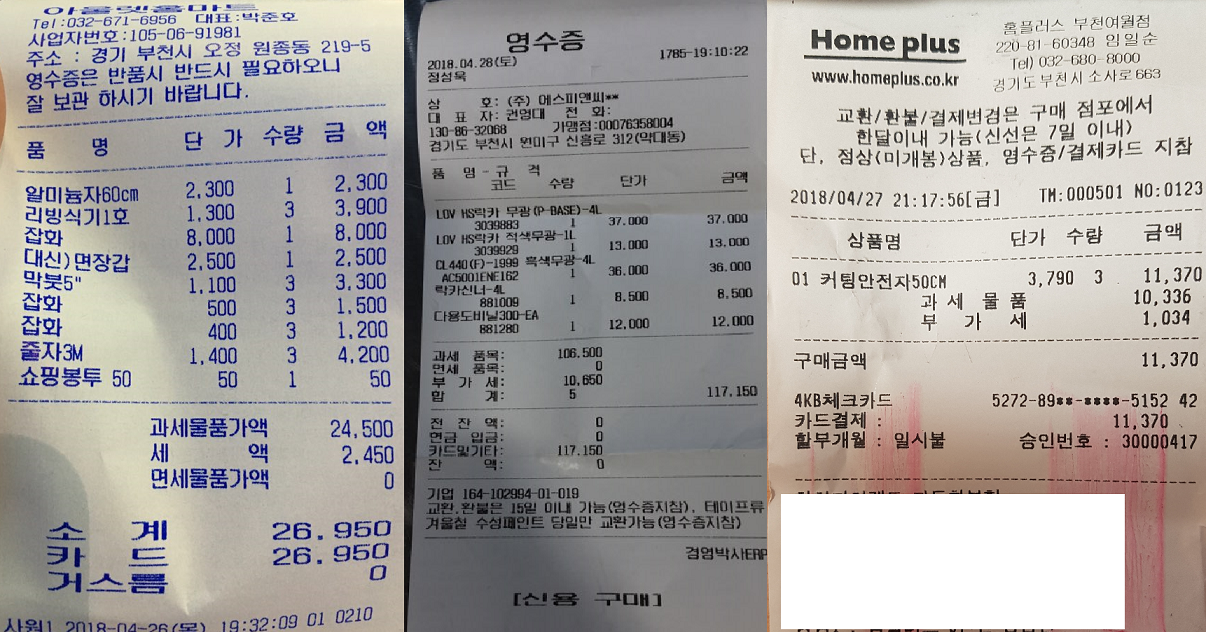 아울렛홈마트
Tel:032-671-6956 대표:박준호
사업자번호:105-06-91981
주소 : 경기 부천시 오정 원종동 219-5
영수증은 반품시 반드시 필요하오니
잘 보관 하시기 바랍니다.
품 명 단 가 수량 금 액
알미늄자60cm 2,300 1 2,300
리빙식기1호 1,300 3 3,900
잡화 8,000 1 8,000
대신)면장갑 2,500 1 2,500
막붓5" 1,100 3 3,300
잡화 500 3 1,500
잡화 400 3 1,200
줄자3M 1,400 3 4,200
쇼핑봉투 50 50 1 50
과세물품가액 24,500
세 액 2,450
면세물품가액 0
소 계 26.950
카 드 26.950
거스름 0
사원1 2018-04-26(목) 19:32:09 01 0210
영수증
2018.04.28(토) 1785-19:10:22
정성욱
상 호: (주) 에스피앤씨**
대 표 자: 권영대 전 화:
130-86-32068 가맹점:00076358004
경기도 부천시 원미구 신흥로 312(약대동)
품 명 - 규 격
코드 수량 단가 금액
LOV HS락카 무광(P-BASE)-4L
3039883 1 37.000 37.000
LOV HS락카 적색무광-1L
3039929 1 13.000 13.000
CL440(F)-1999 흑색무광-4L
AC5001ENE162 1 36.000 36.000
락카신너-4L
881009 1 8.500 8.500
다용도비닐300-EA
881280 1 12.000 12.000
과세 품목: 106.500
면세 품목: 0
부 가 세: 10,650
합 계: 5 117.150
전 잔 액: 0
현금 입금: 0
카드및기타: 117.150
잔 액: 0
기업 164-102994-01-019
교환,환불은 15일 이내 가능(영수증지참), 테이프류
겨울철 수성페인트 당일만 교환가능(영수증지참)
경영박사ERP
[신용 구매]
Home plus
www.homeplus.co.kr
홈플러스 부천여월점
220-81-60348 임일순
Tel) 032-680-8000
경기도 부천시 소사로 663
교환/환불/결제변경은 구매 점포에서
한달이내 가능(신선은 7일 이내)
단, 정상(미개봉)상품, 영수증/결제카드 지참
2018/04/27 21:17:56[금] TM:000501 NO:0123
상품명 단가 수량 금액
01 커팅안전자50CM 3,790 3 11,370
과 세 물 품 10,336
부 가 세 1,034
구매금액 11,370
4KB체크카드 5272-89**-****-5152 42
카드결제 : 11,370
할부개월 : 일시불 승인번호 : 30000417